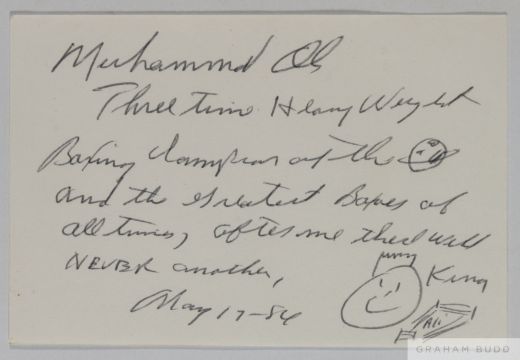 Muhammad Ali
Three time Heavy Weight
Boxing Champion of the
and the greatest Boxer of
all times, after me there will
NEVER another,
May 17-84
King
Ali
GRAHAM BUDD